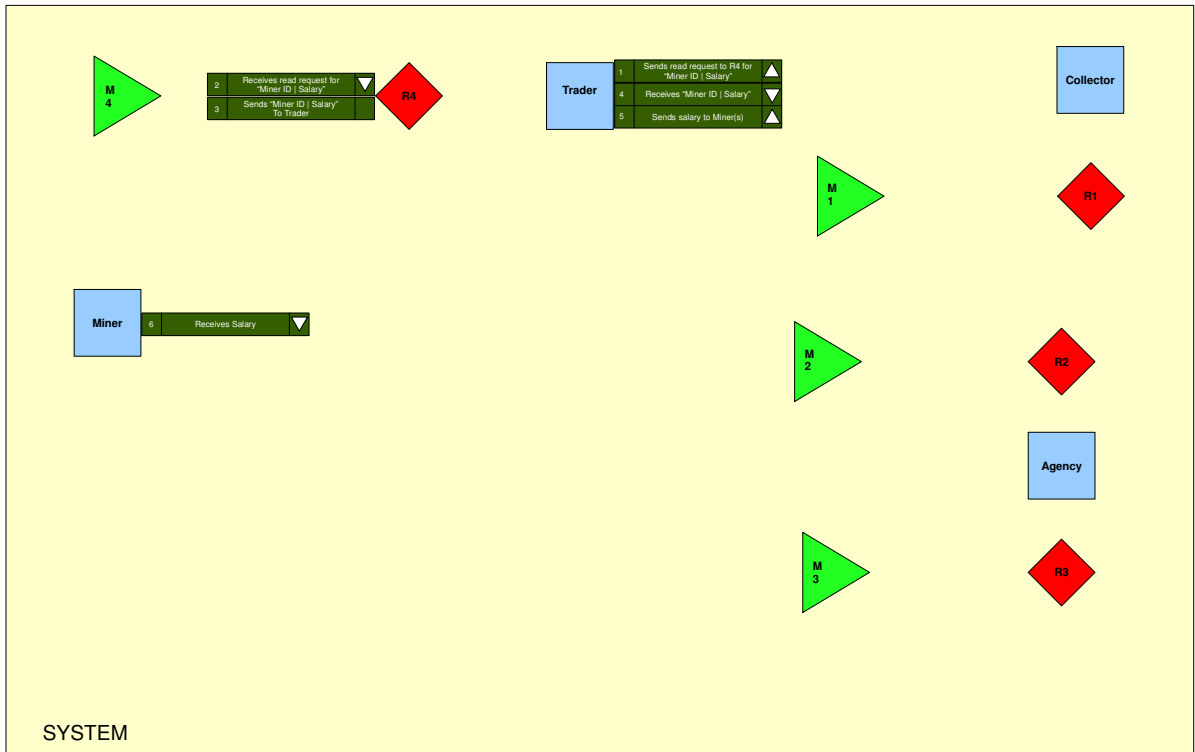 M
4
2
Receives read request for
“Miner ID | Salary”
3
Sends “Miner ID | Salary”
To Trader
R4
Trader
1
Sends read request to R4 for
“Miner ID | Salary”
4
Receives “Miner ID | Salary”
5
Sends salary to Miner(s)
Collector
M
1
R1
Miner
6
Receives Salary
M
2
R2
Agency
M
3
R3
SYSTEM